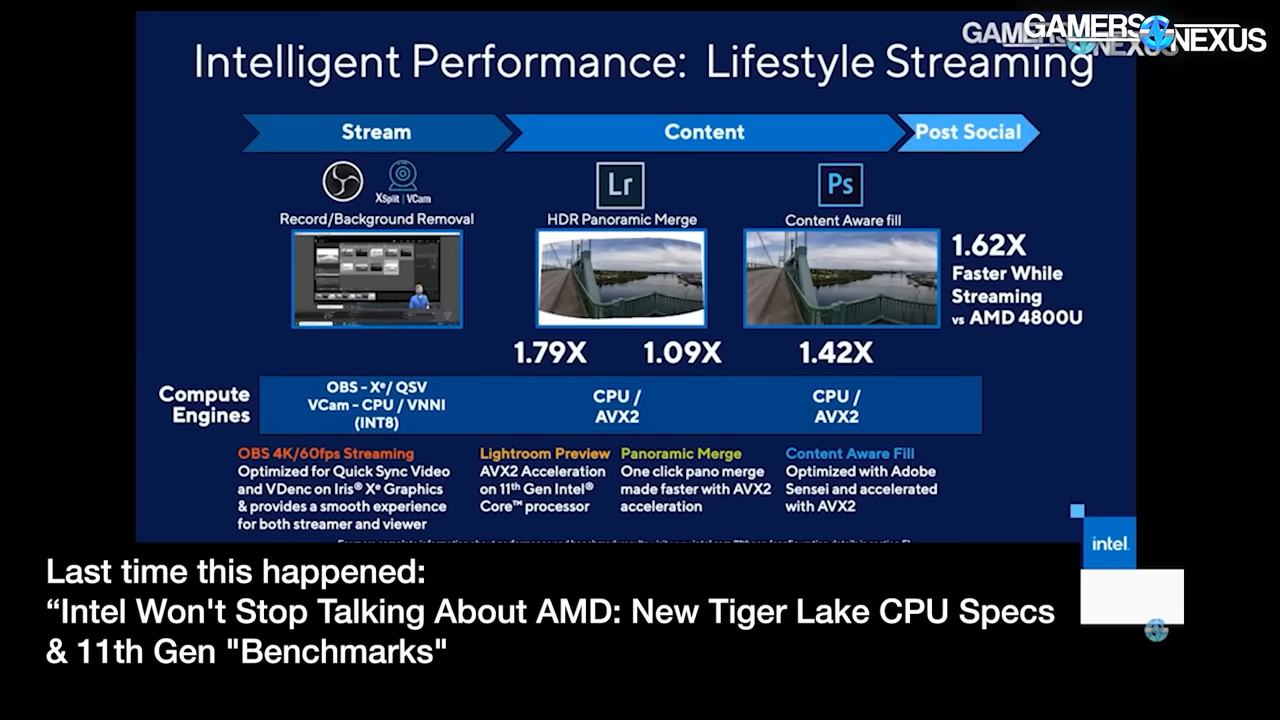 GAMERS NEXUS
GAMERS NEXUS
Intelligent Performance: Lifestyle Streaming
Stream
Content
Post Social
XSplit | VCam
Lr
Ps
Record/Background Removal
HDR Panoramic Merge
Content Aware fill
1.62X
Faster While
Streaming
vs AMD 4800U
1.79X
1.09X
1.42X
Compute
Engines
OBS – Xᵉ/ QSV
VCam – CPU / VNNI
(INT8)
CPU /
AVX2
CPU /
AVX2
OBS 4K/60fps Streaming
Optimized for Quick Sync Video
and VDenc on Iris® Xᵉ Graphics
& provides a smooth experience
for both streamer and viewer
Lightroom Preview
AVX2 Acceleration
on 11th Gen Intel®
Core™ processor
Panoramic Merge
One click pano merge
made faster with AVX2
acceleration
Content Aware Fill
Optimized with Adobe
Sensei and accelerated
with AVX2
intel.
Last time this happened:
“Intel Won't Stop Talking About AMD: New Tiger Lake CPU Specs
& 11th Gen "Benchmarks"